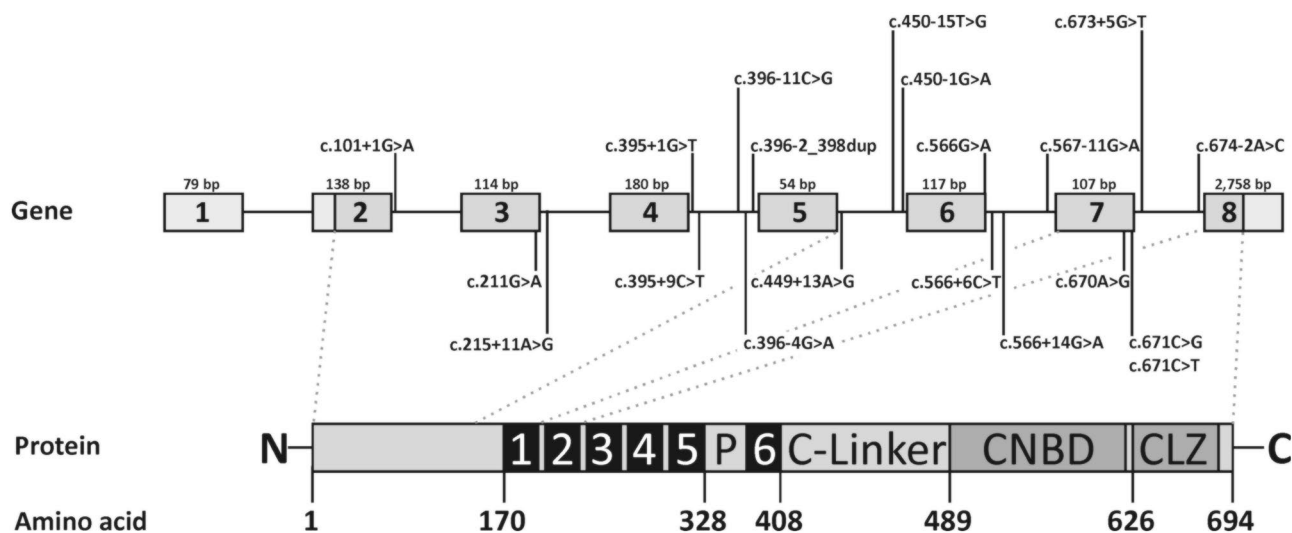 c.450-15T>G c.673+5G>T
c.396-11C>G c.450-1G>A
c.101+1G>A c.395+1G>T c.396-2_398dup c.566G>A c.567-11G>A c.674-2A>C
79 bp 138 bp 114 bp 180 bp 54 bp 117 bp 107 bp 2,758 bp
Gene 1 2 3 4 5 6 7 8
c.211G>A c.395+9C>T c.449+13A>G c.566+6C>T c.670A>G
c.215+11A>G c.396-4G>A c.566+14G>A c.671C>G
c.671C>T
Protein N 1 2 3 4 5 P 6 C-Linker CNBD CLZ C
Amino acid 1 170 328 408 489 626 694